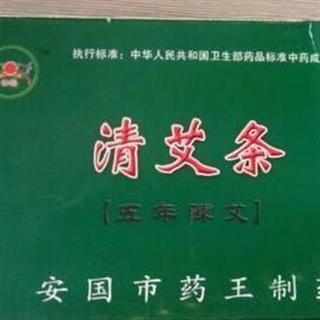 执行标准：中华人民共和国卫生部药品标准中药成
清艾条
[五年陈艾]
安国市药王制药